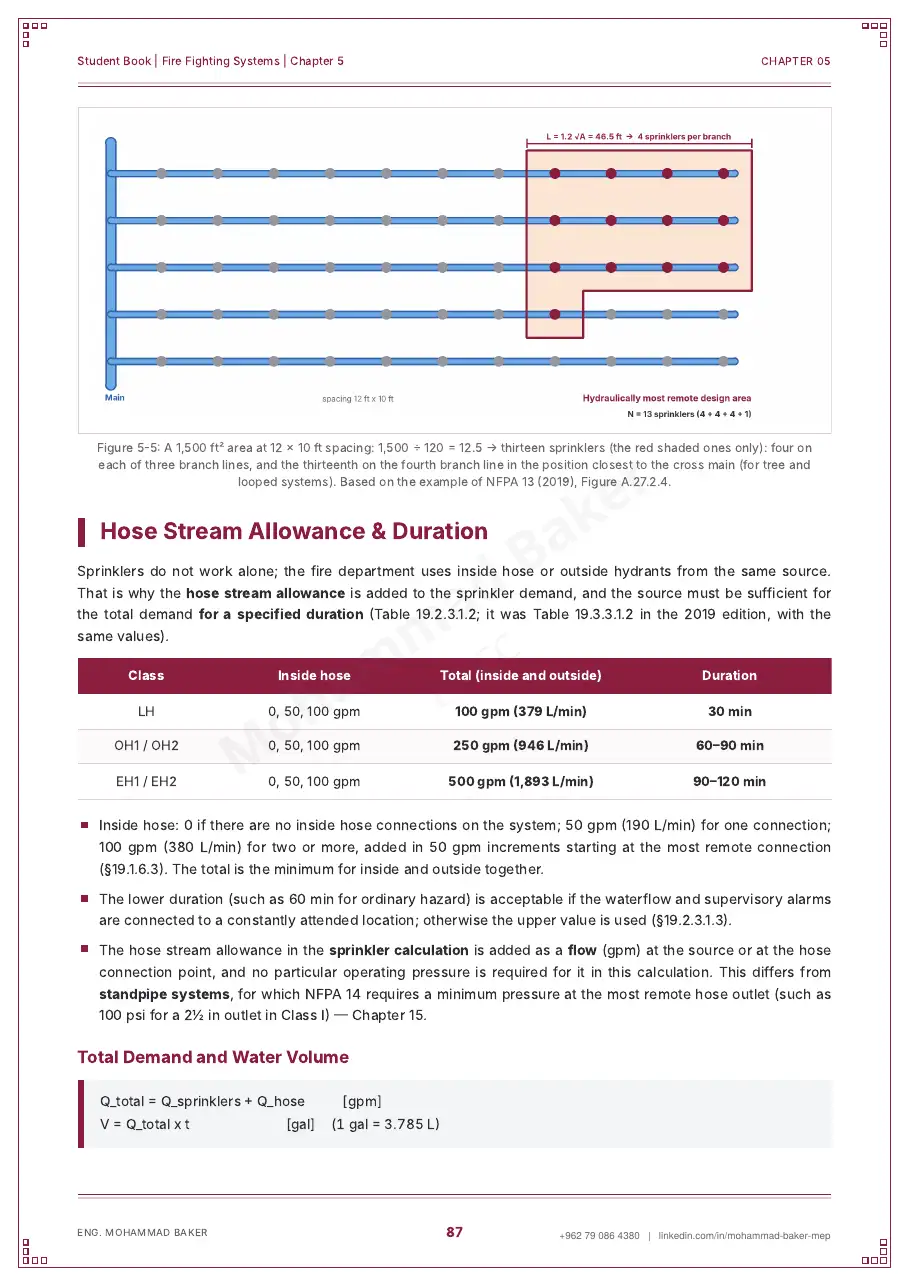 Student Book | Fire Fighting Systems | Chapter 5
CHAPTER 05
L = 1.2 √A = 46.5 ft → 4 sprinklers per branch
Main
spacing 12 ft x 10 ft
Hydraulically most remote design area
N = 13 sprinklers (4 + 4 + 4 + 1)
Figure 5-5: A 1,500 ft² area at 12 × 10 ft spacing: 1,500 ÷ 120 = 12.5 → thirteen sprinklers (the red shaded ones only): four on
each of three branch lines, and the thirteenth on the fourth branch line in the position closest to the cross main (for tree and
looped systems). Based on the example of NFPA 13 (2019), Figure A.27.2.4.
Hose Stream Allowance & Duration
Sprinklers do not work alone; the fire department uses inside hose or outside hydrants from the same source.
That is why the hose stream allowance is added to the sprinkler demand, and the source must be sufficient for
the total demand for a specified duration (Table 19.2.3.1.2; it was Table 19.3.3.1.2 in the 2019 edition, with the
same values).
Class Inside hose Total (inside and outside) Duration
LH 0, 50, 100 gpm 100 gpm (379 L/min) 30 min
OH1 / OH2 0, 50, 100 gpm 250 gpm (946 L/min) 60–90 min
EH1 / EH2 0, 50, 100 gpm 500 gpm (1,893 L/min) 90–120 min
Inside hose: 0 if there are no inside hose connections on the system; 50 gpm (190 L/min) for one connection;
100 gpm (380 L/min) for two or more, added in 50 gpm increments starting at the most remote connection
(§19.1.6.3). The total is the minimum for inside and outside together.
The lower duration (such as 60 min for ordinary hazard) is acceptable if the waterflow and supervisory alarms
are connected to a constantly attended location; otherwise the upper value is used (§19.2.3.1.3).
The hose stream allowance in the sprinkler calculation is added as a flow (gpm) at the source or at the hose
connection point, and no particular operating pressure is required for it in this calculation. This differs from
standpipe systems, for which NFPA 14 requires a minimum pressure at the most remote hose outlet (such as
100 psi for a 2½ in outlet in Class I) — Chapter 15.
Total Demand and Water Volume
Q_total = Q_sprinklers + Q_hose [gpm]
V = Q_total x t [gal] (1 gal = 3.785 L)
Mohammad Baker
ENG. MOHAMMAD BAKER
87
+962 79 086 4380 | linkedin.com/in/mohammad-baker-mep